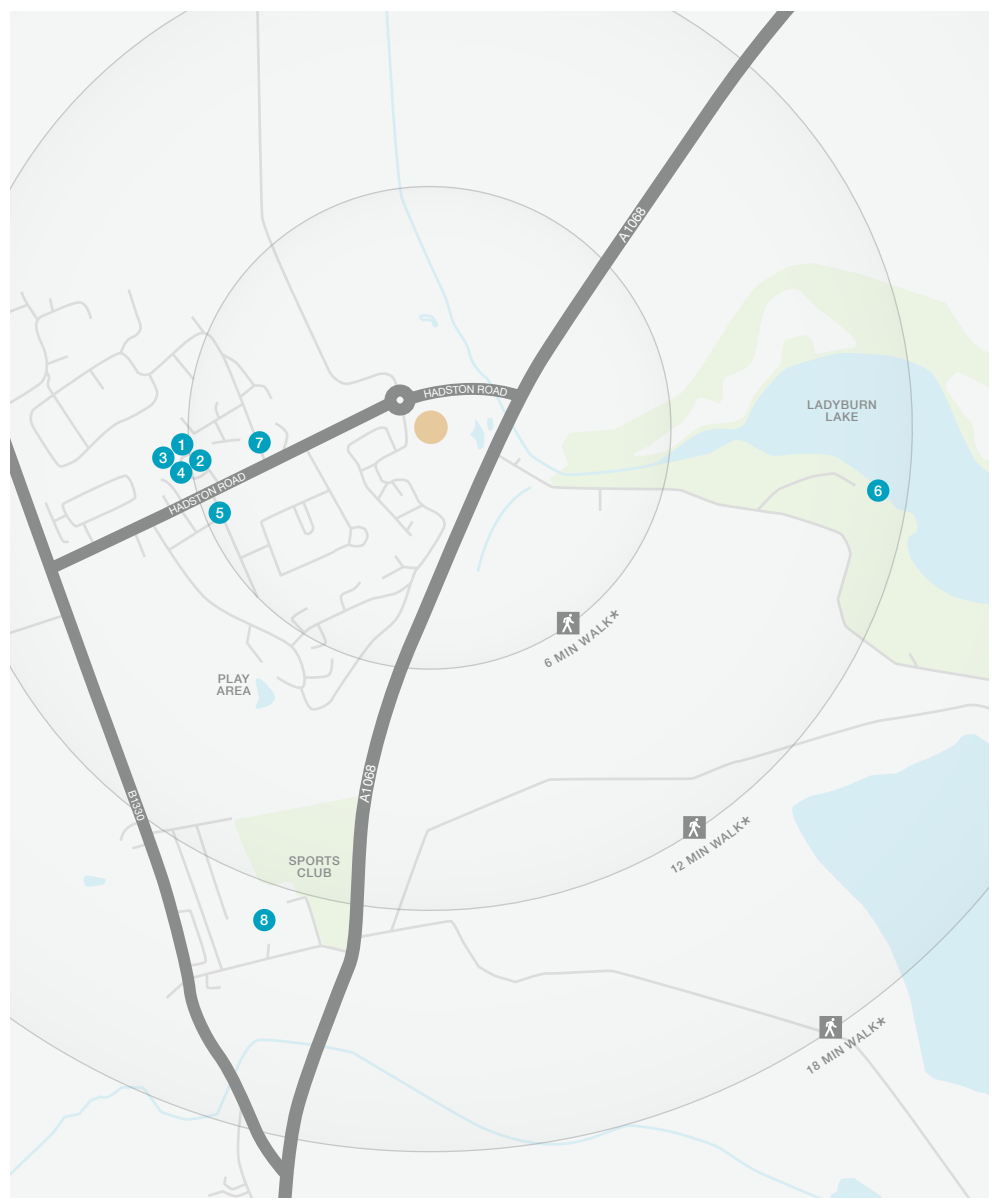 A1068
HADSTON ROAD
LADYBURN
LAKE
1
7
3
2
4
HADSTON ROAD
6
5
6 MIN WALK*
PLAY
AREA
A1068
B1330
12 MIN WALK*
SPORTS
CLUB
8
18 MIN WALK*